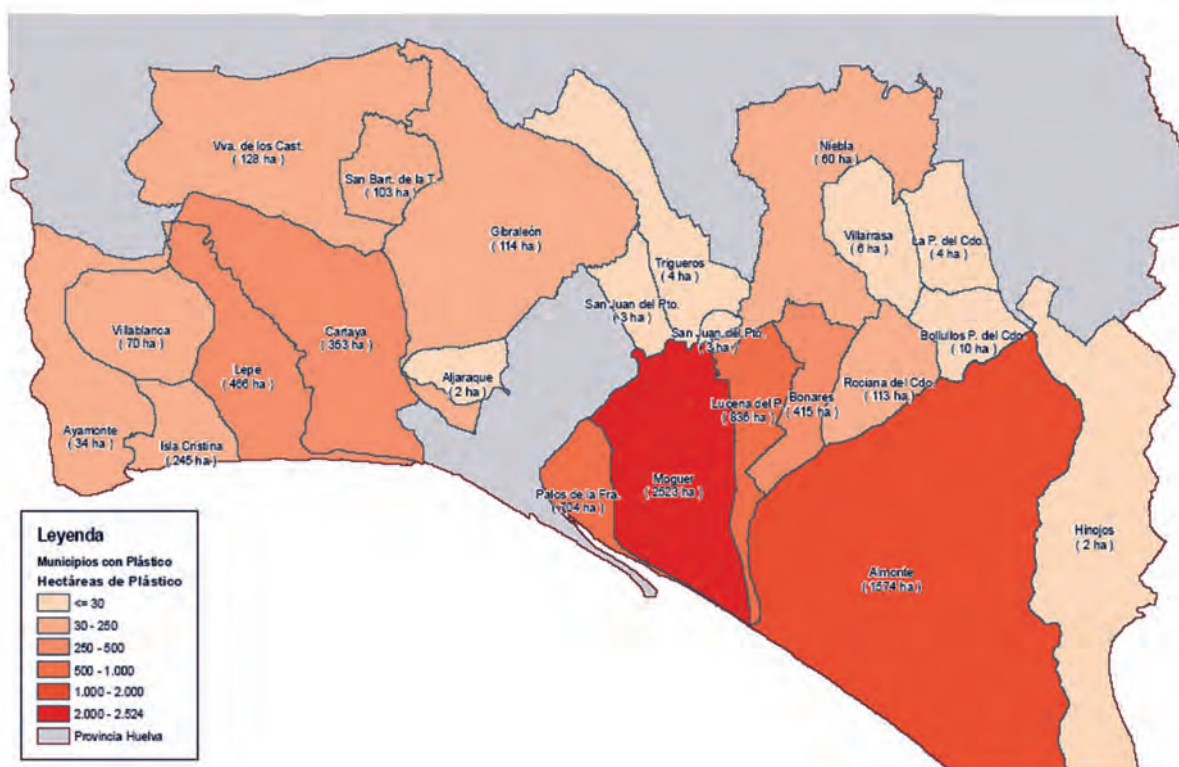 Vva. de los Cast.
( 128 ha )
San Bart. de la T.
( 103 ha )
Gibraleón
( 114 ha )
Niebla
( 60 ha )
Villarrasa
( 6 ha )
La P. del Cdo.
( 4 ha )
Trigueros
( 4 ha )
San Juan del Pto.
( 3 ha )
San Juan del Pto.
( 3 ha )
Bollullos P. del Cdo.
( 10 ha )
Villablanca
( 70 ha )
Cartaya
( 353 ha )
Lepe
( 466 ha )
Aljaraque
( 2 ha )
Rociana del Cdo.
( 113 ha )
Bonares
( 415 ha )
Lucena del P.
( 836 ha )
Ayamonte
( 34 ha )
Isla Cristina
( 245 ha )
Palos de la Fra.
( 704 ha )
Moguer
( 2523 ha )
Almonte
( 1574 ha )
Hinojos
( 2 ha )
Leyenda
Municipios con Plástico
Hectáreas de Plástico
<= 30
30 - 250
250 - 500
500 - 1.000
1.000 - 2.000
2.000 - 2.524
Provincia Huelva